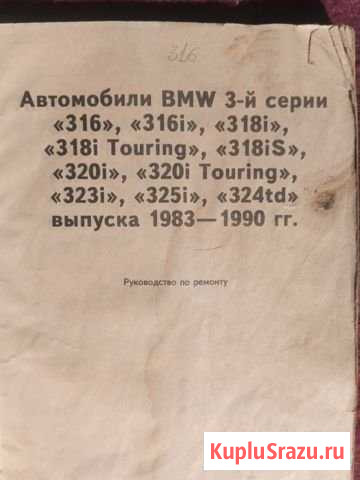 316
Автомобили BMW 3-й серии
«316», «316i», «318i»,
«318i Touring», «318iS»,
«320i», «320i Touring»,
«323i», «325i», «324td»
выпуска 1983—1990 гг.
Руководство по ремонту
KupluSrazu.ru